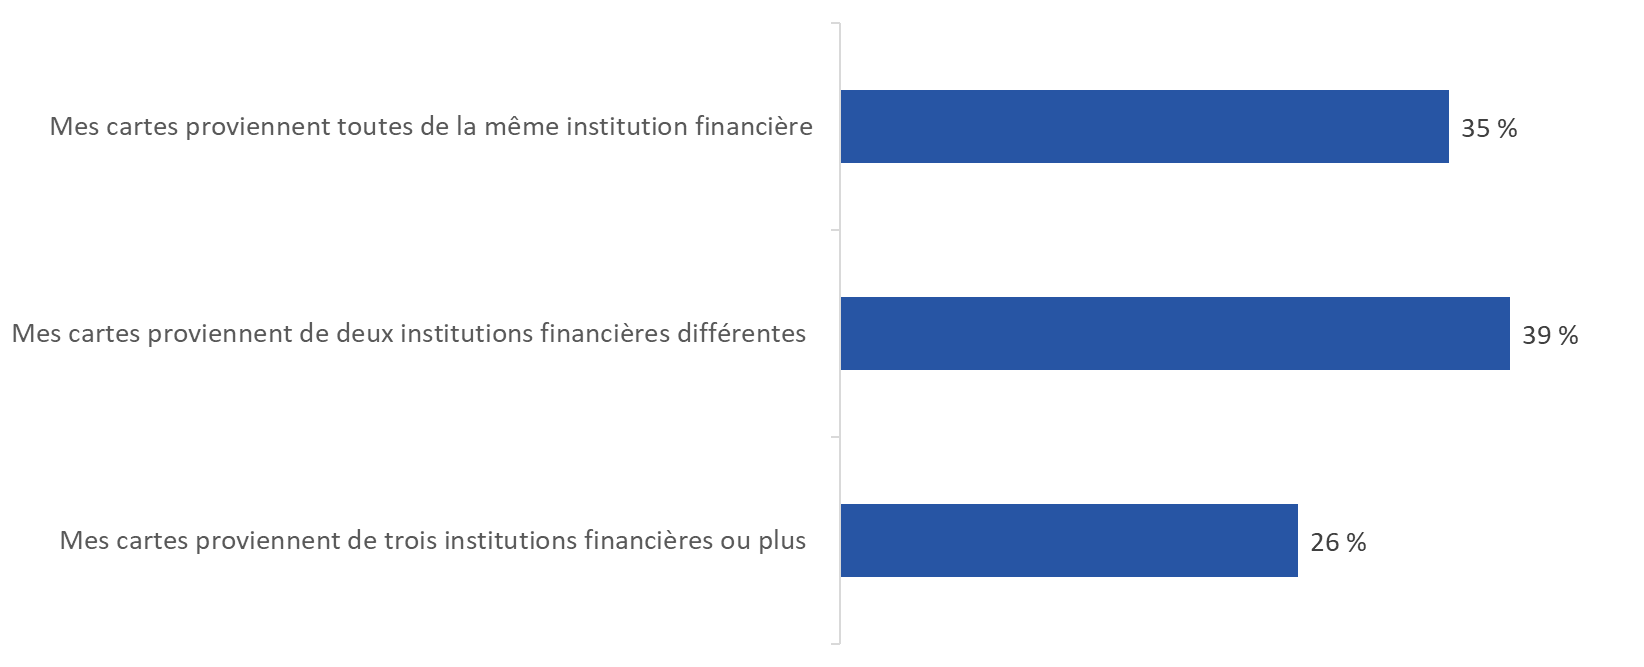 Mes cartes proviennent toutes de la même institution financière
35 %
Mes cartes proviennent de deux institutions financières différentes
39 %
Mes cartes proviennent de trois institutions financières ou plus
26 %